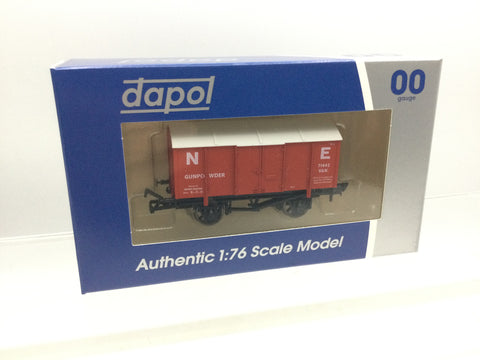 dapol
00
gauge
N E
GUNPOWDER
Authentic 1:76 Scale Model